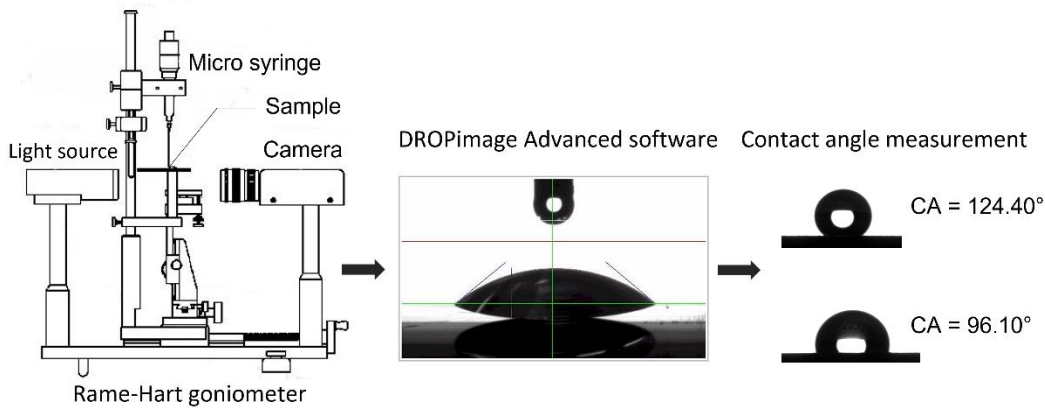 Micro syringe
Sample
Light source
Camera
Rame-Hart goniometer
DROPimage Advanced software
Contact angle measurement
CA = 124.40°
CA = 96.10°